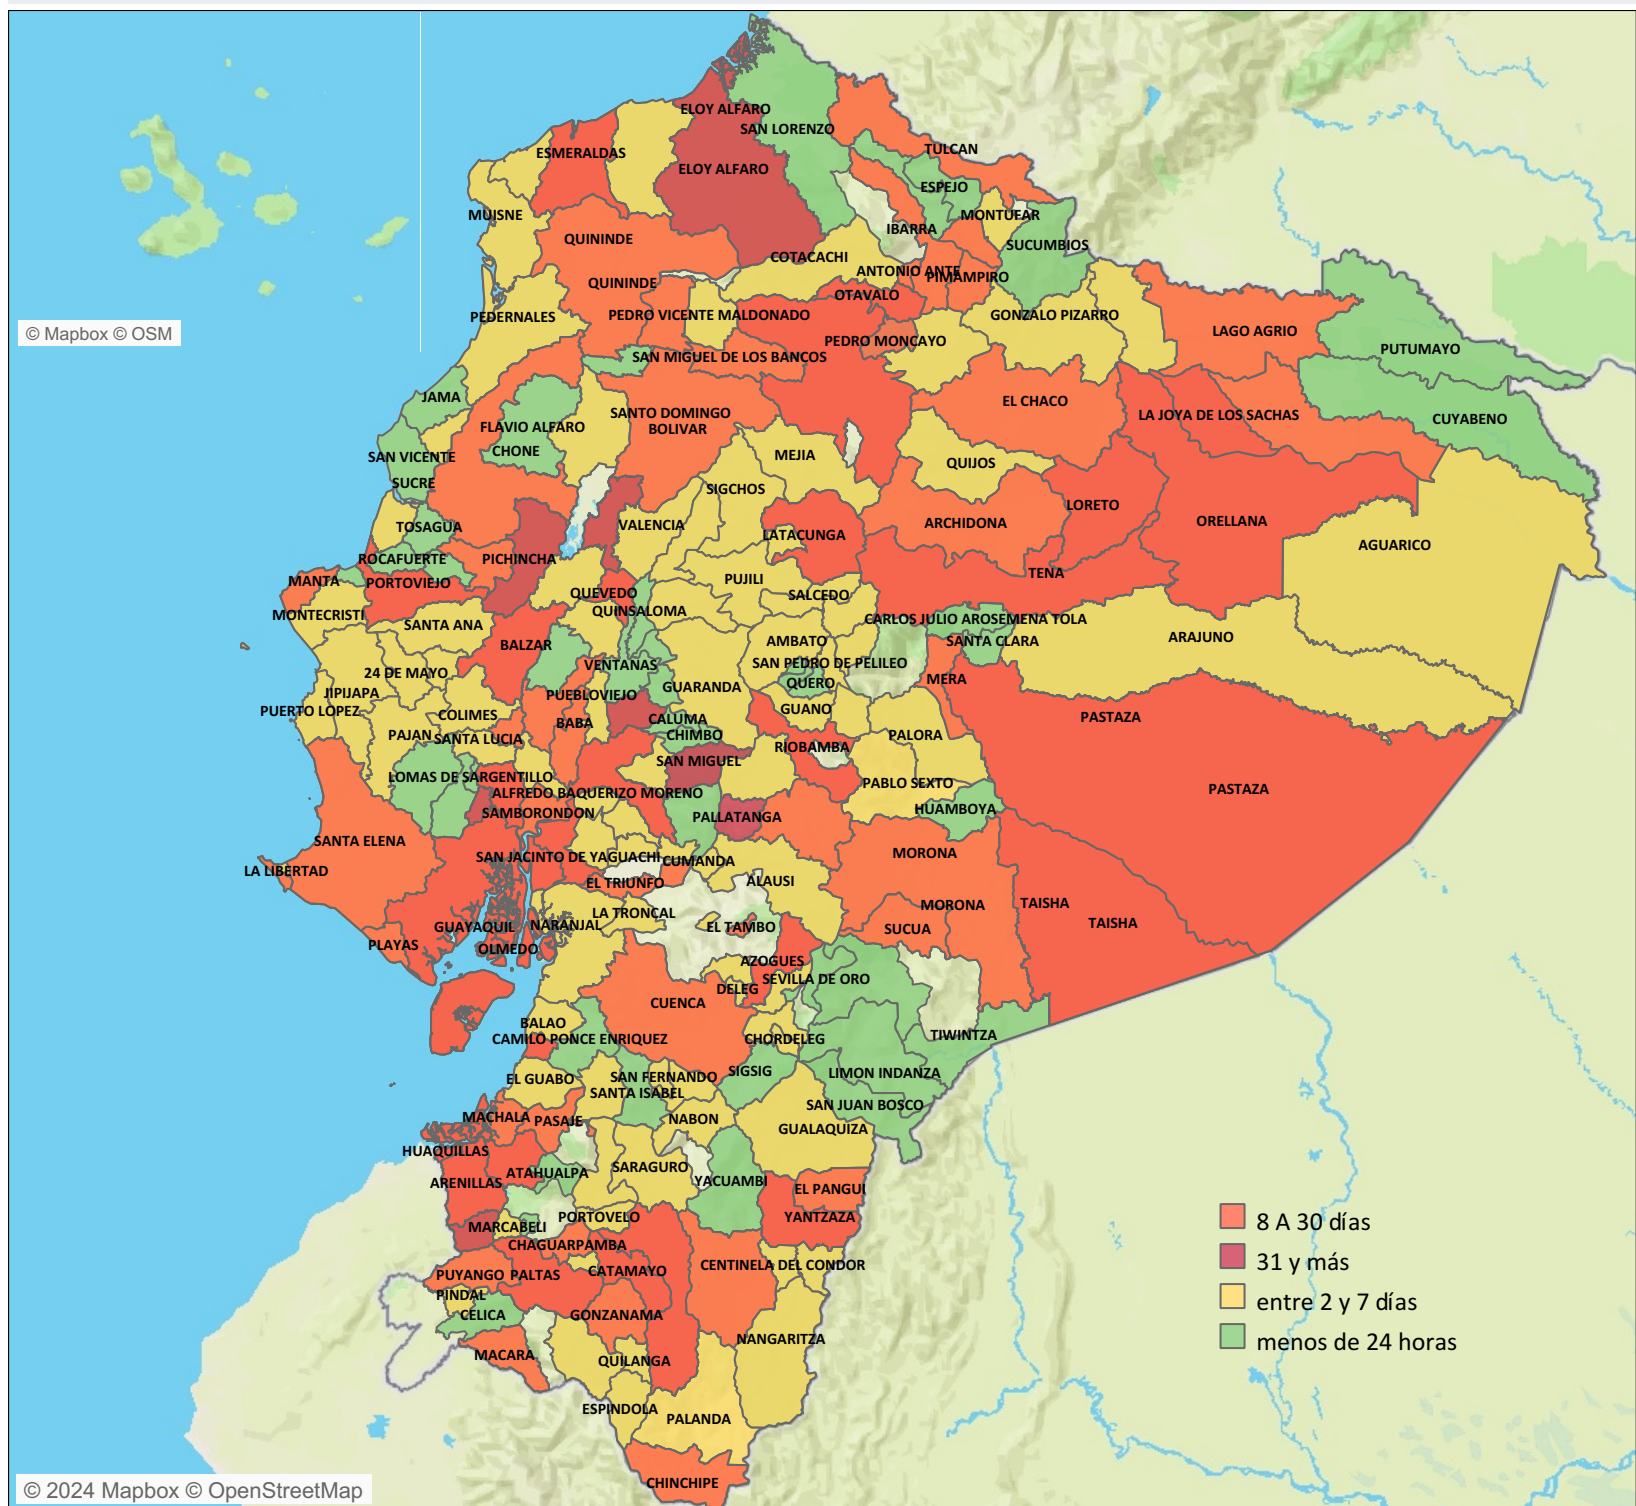 ELOY ALFARO
SAN LORENZO
ESMERALDAS
TULCAN
ELOY ALFARO
ESPEJO
MUISNE
MONTUFAR
IBARRA
QUININDE
SUCUMBIOS
COTACACHI
ANTONIO ANTE
PIMAMPIRO
QUININDE
OTAVALO
PEDERNALES
PEDRO VICENTE MALDONADO
GONZALO PIZARRO
© Mapbox © OSM
LAGO AGRIO
PEDRO MONCAYO
PUTUMAYO
SAN MIGUEL DE LOS BANCOS
JAMA
EL CHACO
SANTO DOMINGO
LA JOYA DE LOS SACHAS
CUYABENO
FLAVIO ALFARO
BOLIVAR
CHONE
SAN VICENTE
MEJIA
QUIJOS
SUCRE
SIGCHOS
LORETO
TOSAGUA
VALENCIA
ARCHIDONA
ORELLANA
LATACUNGA
AGUARICO
ROCAFUERTE
PICHINCHA
TENA
MANTA
PORTOVIEJO
PUJILI
QUEVEDO
SALCEDO
MONTECRISTI
QUINSALOMA
SANTA ANA
CARLOS JULIO AROSEMENA TOLA
BALZAR
AMBATO
SANTA CLARA
ARAJUNO
24 DE MAYO
VENTANAS
SAN PEDRO DE PELILEO
JIPIJAPA
PUEBLOVIEJO
GUARANDA
QUERO
MERA
PUERTO LOPEZ
COLIMES
BABA
CALUMA
GUANO
PASTAZA
PAJAN
SANTA LUCIA
CHIMBO
PALORA
RIOBAMBA
SAN MIGUEL
LOMAS DE SARGENTILLO
PABLO SEXTO
PASTAZA
ALFREDO BAQUERIZO MORENO
SAMBORONDON
PALLATANGA
HUAMBOYA
SANTA ELENA
SAN JACINTO DE YAGUACHI
CUMANDA
MORONA
LA LIBERTAD
EL TRIUNFO
ALAUSI
LA TRONCAL
MORONA
TAISHA
GUAYAQUIL
NARANJAL
EL TAMBO
SUCUA
TAISHA
PLAYAS
OLMEDO
AZOGUES
SEVILLA DE ORO
DELEG
CUENCA
BALAO
CAMILO PONCE ENRIQUEZ
CHORDELEG
TIWINTZA
EL GUABO
SAN FERNANDO
SIGSIG
LIMON INDANZA
SANTA ISABEL
SAN JUAN BOSCO
MACHALA
PASAJE
NABON
GUALAQUIZA
HUAQUILLAS
ATAHUALPA
SARAGURO
ARENILLAS
YACUAMBI
EL PANGUI
MARCABELI
PORTOVELO
YANTZAZA
8 A 30 días
CHAGUARPAMBA
31 y más
PUYANGO
PALTAS
CATAMAYO
CENTINELA DEL CONDOR
PINDAL
entre 2 y 7 días
CELICA
GONZANAMA
NANGARITZA
menos de 24 horas
MACARA
QUILANGA
ESPINDOLA
PALANDA
CHINCHIPE
© 2024 Mapbox © OpenStreetMap